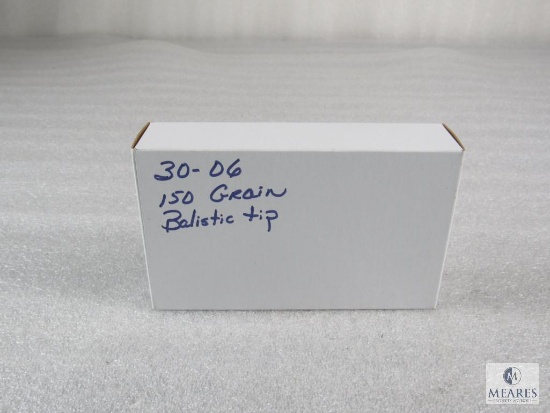 30-06
150 Grain
Balistic tip
M
MEARES